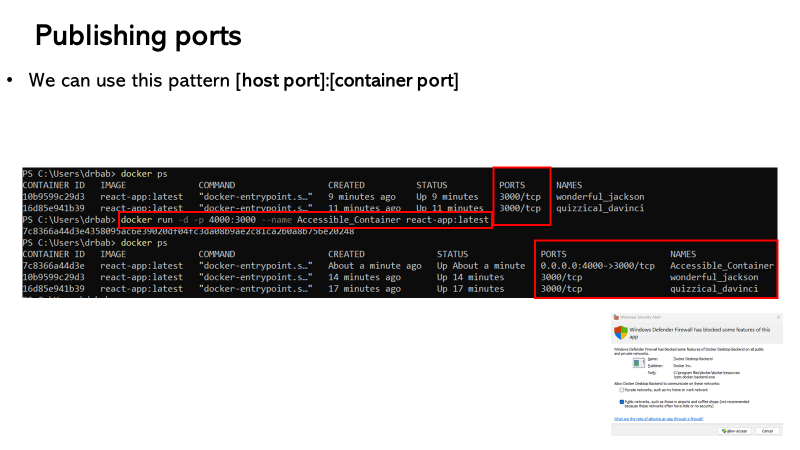 Publishing ports
• We can use this pattern [host port]:[container port]
PS C:\Users\drbab> docker ps
CONTAINER ID IMAGE COMMAND CREATED STATUS PORTS NAMES
10b9599c29d3 react-app:latest "docker-entrypoint.s…" 9 minutes ago Up 9 minutes 3000/tcp wonderful_jackson
16d85e941b39 react-app:latest "docker-entrypoint.s…" 11 minutes ago Up 11 minutes 3000/tcp quizzical_davinci
PS C:\Users\drbab> docker run -d -p 4000:3000 --name Accessible_Container react-app:latest
7c8366a44d3e4358095ac6e39020df04fc3da08b9ae2c81ca2b0a8b756e20248
PS C:\Users\drbab> docker ps
CONTAINER ID IMAGE COMMAND CREATED STATUS PORTS NAMES
7c8366a44d3e react-app:latest "docker-entrypoint.s…" About a minute ago Up About a minute 0.0.0.0:4000->3000/tcp Accessible_Container
10b9599c29d3 react-app:latest "docker-entrypoint.s…" 14 minutes ago Up 14 minutes 3000/tcp wonderful_jackson
16d85e941b39 react-app:latest "docker-entrypoint.s…" 17 minutes ago Up 17 minutes 3000/tcp quizzical_davinci
Windows Security Alert
Windows Defender Firewall has blocked some features of this
app
Windows Defender Firewall has blocked some features of Docker Desktop Backend on all public
and private networks.
Name: Docker Desktop Backend
Publisher: Docker Inc.
Path: C:\program files\docker\docker\resources
\com.docker.backend.exe
Allow Docker Desktop Backend to communicate on these networks:
Private networks, such as my home or work network
Public networks, such as those in airports and coffee shops (not recommended
because these networks often have little or no security)
What are the risks of allowing an app through a firewall?
Allow access Cancel